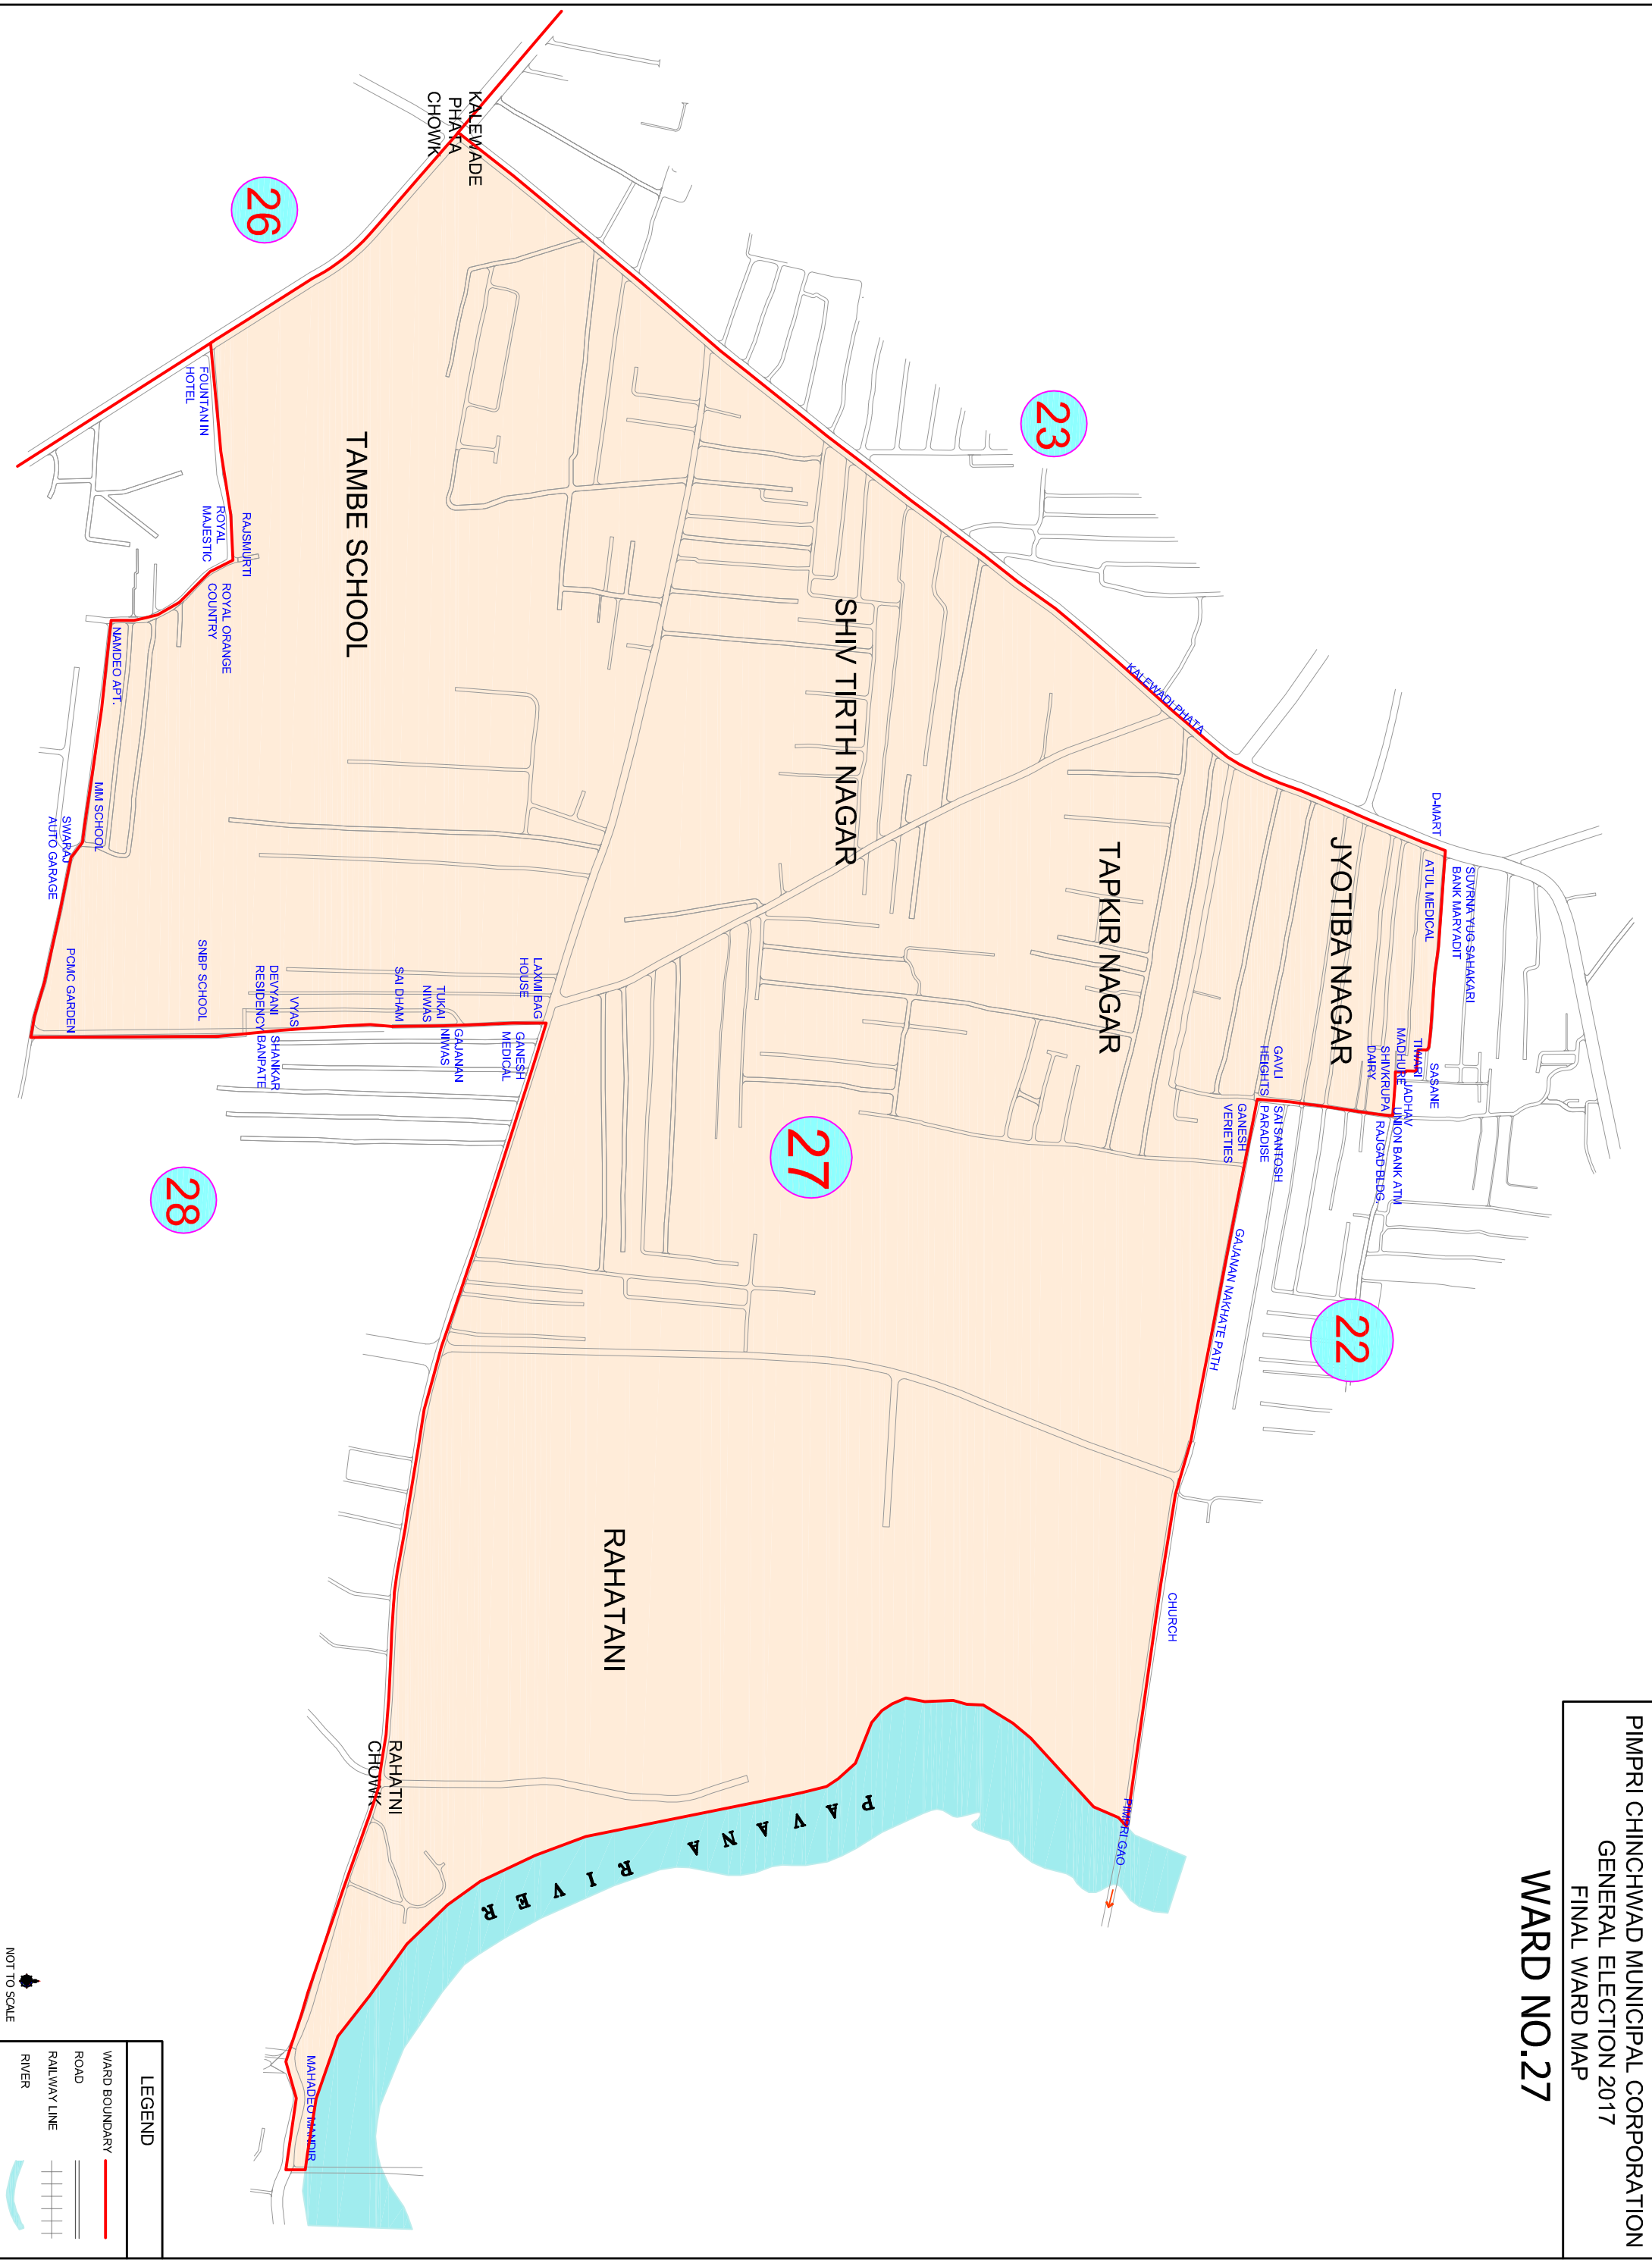 PIMPRI CHINCHWAD MUNICIPAL CORPORATION
GENERAL ELECTION 2017
FINAL WARD MAP
WARD NO.27
D-MART
SUVRNA YUG SAHAKARI
BANK MARYADIT
ATUL MEDICAL
SASANE
TIWARI
JADHAV
MADHURE
UNION BANK ATM
SHIVKRUPA
DAIRY
RAJGAD BLDG.
JYOTIBA NAGAR
22
GAVLI
HEIGHTS
SAI SANTOSH
PARADISE
GANESH
VERIETIES
GAJANAN NAKHATE PATH
KALEWADI PHATA
CHURCH
PIMPRI GAO
TAPKIR NAGAR
23
SHIV TIRTH NAGAR
27
PAVANA RIVER
RAHATANI
KALEWADE
PHATA
CHOWK
LAXMI BAG
HOUSE
GANESH
MEDICAL
TUKAI
NIWAS
GAJANAN
NIWAS
SAI DHAM
RAHATNI
CHOWK
TAMBE SCHOOL
MAHADEO MANDIR
VYAS
DEVYANI
RESIDENCY
SHANKAR
BANPATE
26
RAJSMURTI
ROYAL
MAJESTIC
ROYAL ORANGE
COUNTRY
FOUNTAN IN
HOTEL
SNBP SCHOOL
28
NAMDEO APT.
MM SCHOOL
SWARAJ
AUTO GARAGE
PCMC GARDEN
LEGEND
WARD BOUNDARY
ROAD
RAILWAY LINE
RIVER
NOT TO SCALE